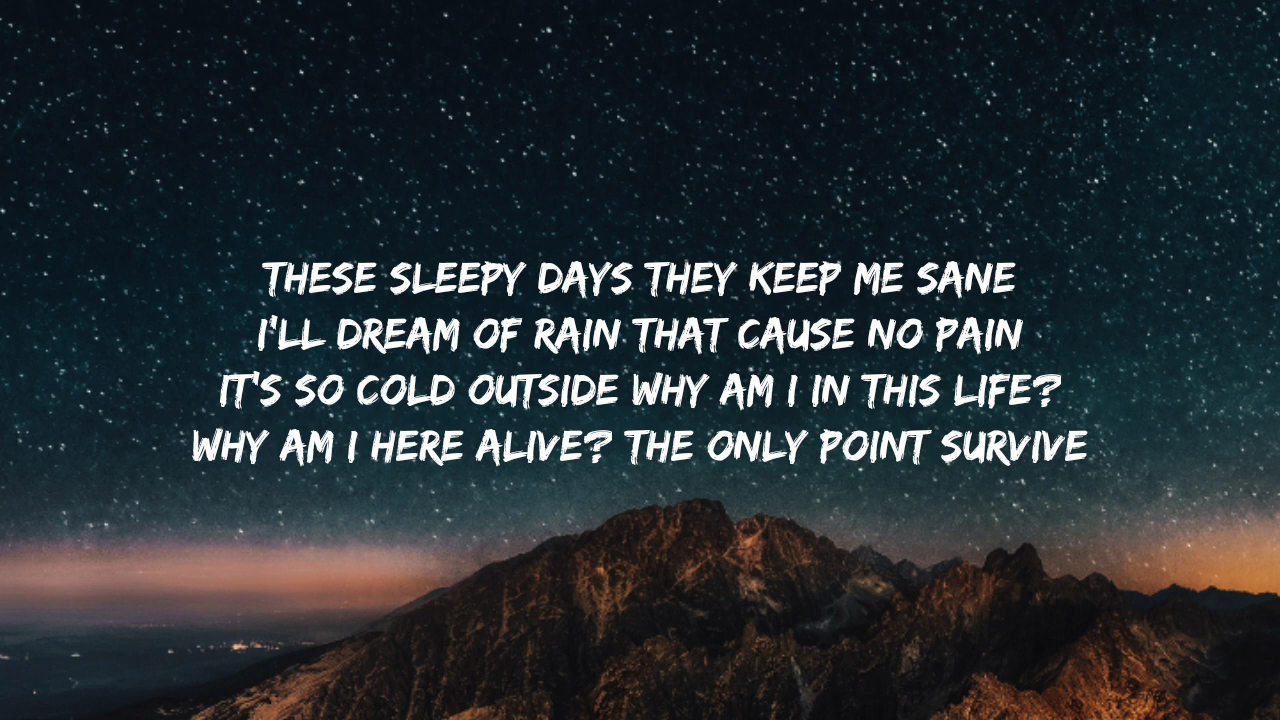 THESE SLEEPY DAYS THEY KEEP ME SANE
I'LL DREAM OF RAIN THAT CAUSE NO PAIN
IT'S SO COLD OUTSIDE WHY AM I IN THIS LIFE?
WHY AM I HERE ALIVE? THE ONLY POINT SURVIVE